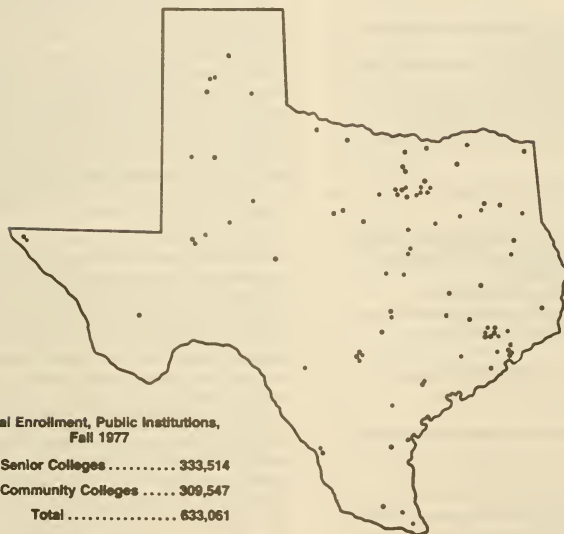 al Enrollment, Public Institutions,
Fall 1977
Senior Colleges ........ 333,514
Community Colleges ..... 309,547
Total ................. 633,061